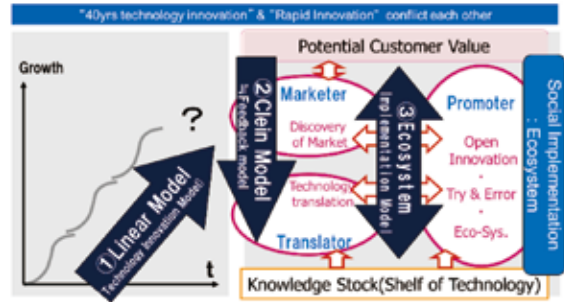 "40yrs technology innovation" & "Rapid Innovation" conflict each other
Potential Customer Value
Growth
?
t
①Linear Model
(Technology Innovation Model)
②Clein Model
≒Feedback model
Marketer
Discovery
of Market
Technology
translation
Translator
③Ecosystem
Implementation Model
Promoter
Open
Innovation
・
Try & Error
・
Eco-Sys.
Social Implementation
: Ecosystem
Knowledge Stock(Shelf of Technology)